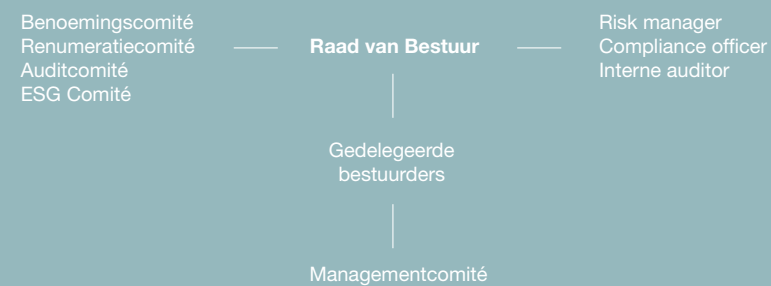 Benoemingscomité
Renumeratiecomité
Auditcomité
ESG Comité
Raad van Bestuur
Risk manager
Compliance officer
Interne auditor
Gedelegeerde
bestuurders
Managementcomité